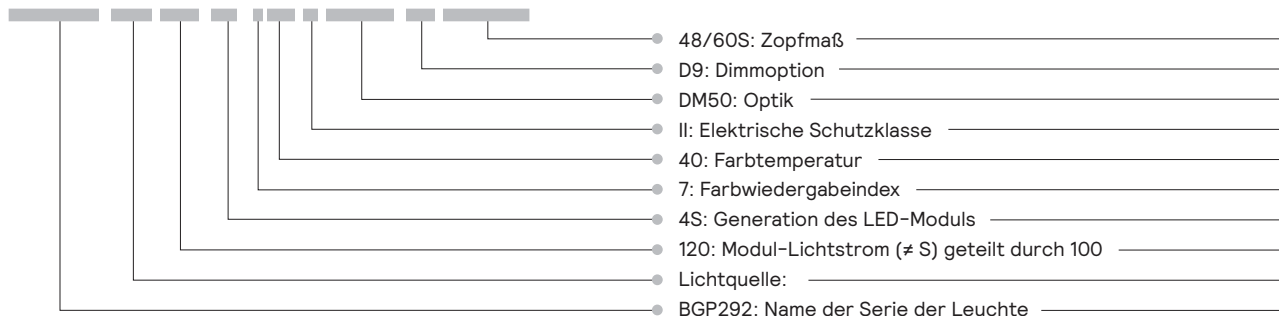 48/60S: Zopfmaß
D9: Dimmoption
DM50: Optik
II: Elektrische Schutzklasse
40: Farbtemperatur
7: Farbwiedergabeindex
4S: Generation des LED-Moduls
120: Modul-Lichtstrom (≠ S) geteilt durch 100
Lichtquelle:
BGP292: Name der Serie der Leuchte